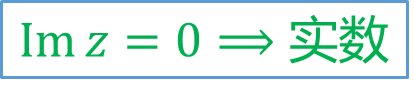 Im z = 0 ⟹ 实数